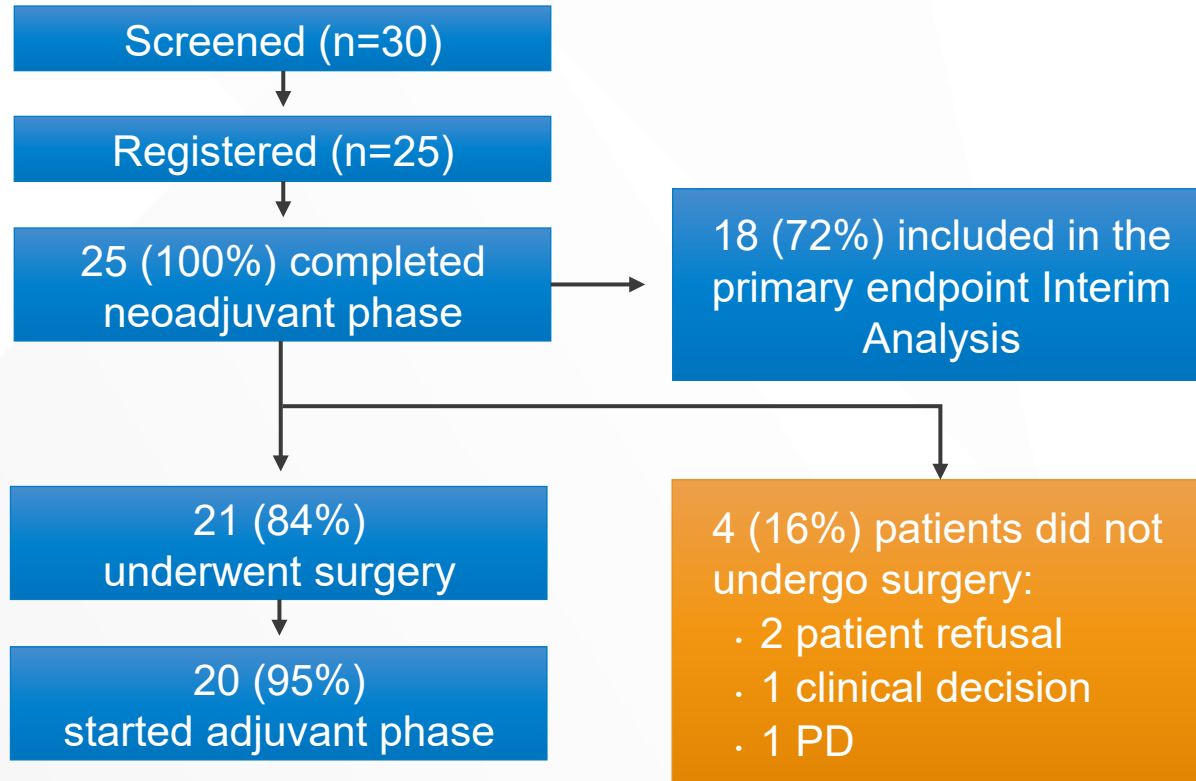 Screened (n=30)
Registered (n=25)
25 (100%) completed
neoadjuvant phase
18 (72%) included in the
primary endpoint Interim
Analysis
21 (84%)
underwent surgery
20 (95%)
started adjuvant phase
4 (16%) patients did not
undergo surgery:
· 2 patient refusal
· 1 clinical decision
· 1 PD